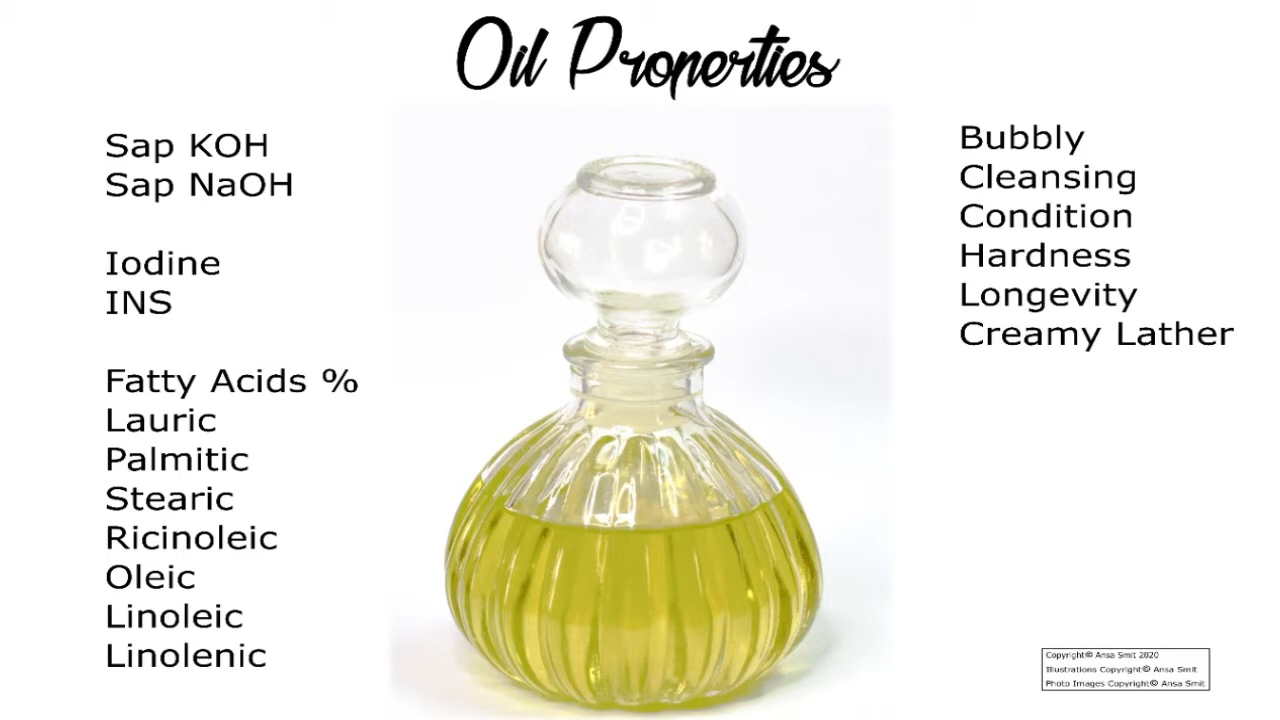 Oil Properties
Sap KOH
Sap NaOH
Iodine
INS
Fatty Acids %
Lauric
Palmitic
Stearic
Ricinoleic
Oleic
Linoleic
Linolenic
Bubbly
Cleansing
Condition
Hardness
Longevity
Creamy Lather
Copyright© Ansa Smit 2020
Illustrations Copyright© Ansa Smit
Photo Images Copyright© Ansa Smit